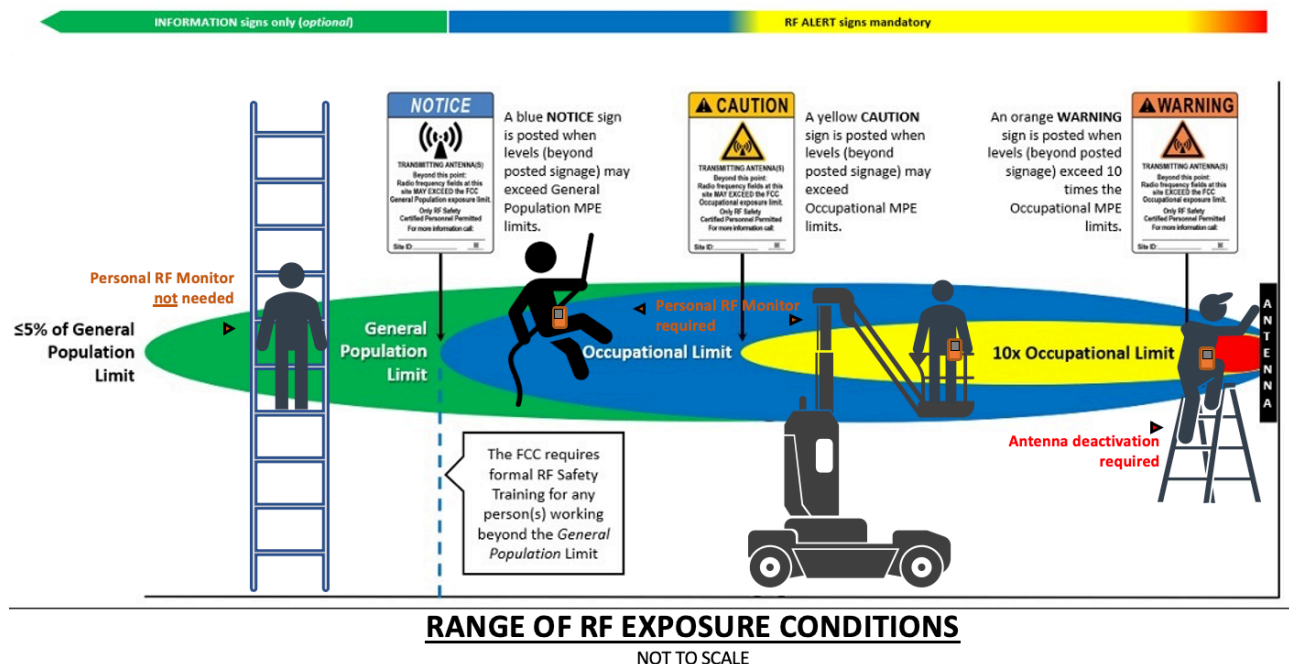 INFORMATION signs only (optional)
RF ALERT signs mandatory
NOTICE
TRANSMITTING ANTENNA(S)
Beyond this point:
Radio frequency fields at this
site MAY EXCEED the FCC
General Population exposure limit.
Only RF Safety
Certified Personnel Permitted
For more information call:
Site ID:
A blue NOTICE sign
is posted when
levels (beyond
posted signage) may
exceed General
Population MPE
limits.
CAUTION
TRANSMITTING ANTENNA(S)
Beyond this point:
Radio frequency fields at this
site MAY EXCEED the FCC
Occupational exposure limit.
Only RF Safety
Certified Personnel Permitted
For more information call:
Site ID:
A yellow CAUTION
sign is posted when
levels (beyond
posted signage) may
exceed
Occupational MPE
limits.
An orange WARNING
sign is posted when
levels (beyond posted
signage) exceed 10
times the
Occupational MPE
limits.
WARNING
TRANSMITTING ANTENNA(S)
Beyond this point:
Radio frequency fields at this
site EXCEED the FCC
Occupational exposure limit.
Only RF Safety
Certified Personnel Permitted
For more information call:
Site ID:
Personal RF Monitor
not needed
≤5% of General
Population
Limit
General
Population
Limit
Personal RF Monitor
required
Occupational Limit
10x Occupational Limit
ANTENNA
Antenna deactivation
required
The FCC requires
formal RF Safety
Training for any
person(s) working
beyond the General
Population Limit
RANGE OF RF EXPOSURE CONDITIONS
NOT TO SCALE